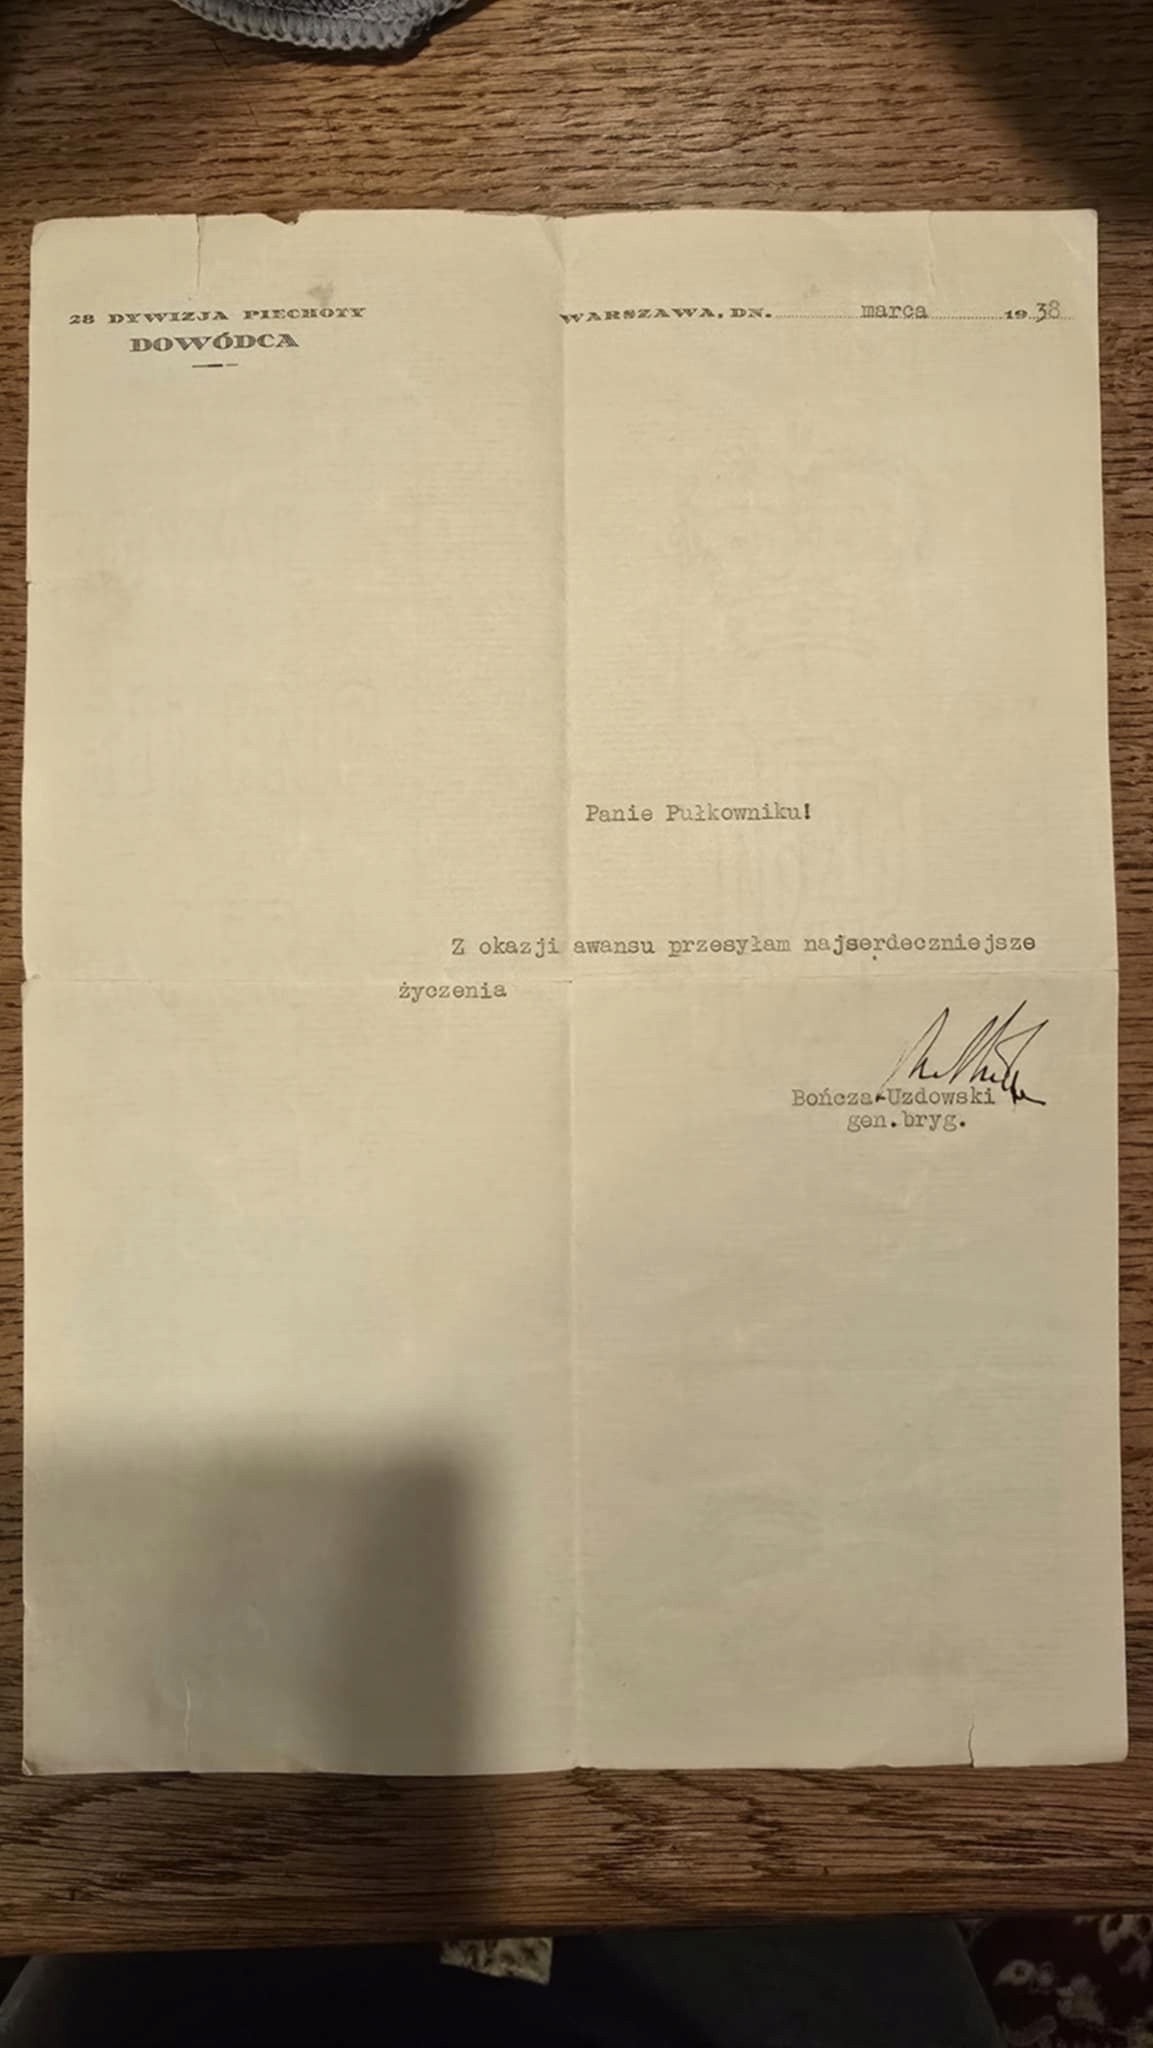 28 DYWIZJA PIECHOTY
DOWÓDCA
WARSZAWA, DN. marca 1938
Panie Pułkowniku!
Z okazji awansu przesyłam najserdeczniejsze
życzenia
Bończa-Uzdowski
gen.bryg.